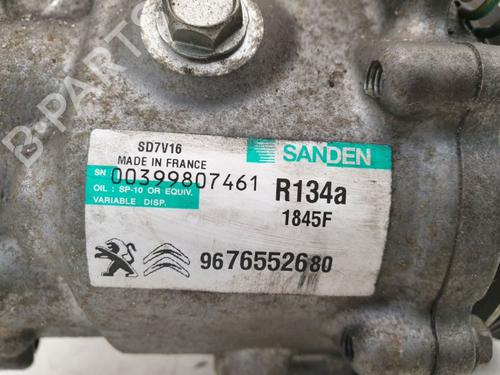 B-PARTS
SD7V16
MADE IN FRANCE
SANDEN
SN 00399807461
OIL : SP-10 OR EQUIV.
VARIABLE DISP.
R134a
1845F
9676552680